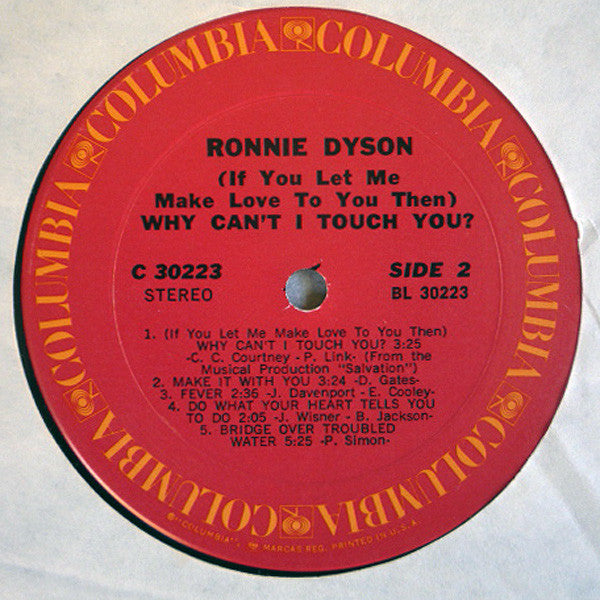 COLUMBIA COLUMBIA COLUMBIA COLUMBIA COLUMBIA COLUMBIA
RONNIE DYSON
(If You Let Me
Make Love To You Then)
WHY CAN'T I TOUCH YOU?
C 30223
STEREO
SIDE 2
BL 30223
1. (If You Let Me Make Love To You Then)
WHY CAN'T I TOUCH YOU? 3:25
-C. C. Courtney - P. Link- (From the
Musical Production "Salvation")
2. MAKE IT WITH YOU 3:24 -D. Gates-
3. FEVER 2:36 -J. Davenport - E. Cooley-
4. DO WHAT YOUR HEART TELLS YOU
TO DO 2:05 -J. Wisner - B. Jackson-
5. BRIDGE OVER TROUBLED
WATER 5:25 -P. Simon-
®"COLUMBIA", MARCAS REG. PRINTED IN U.S.A.